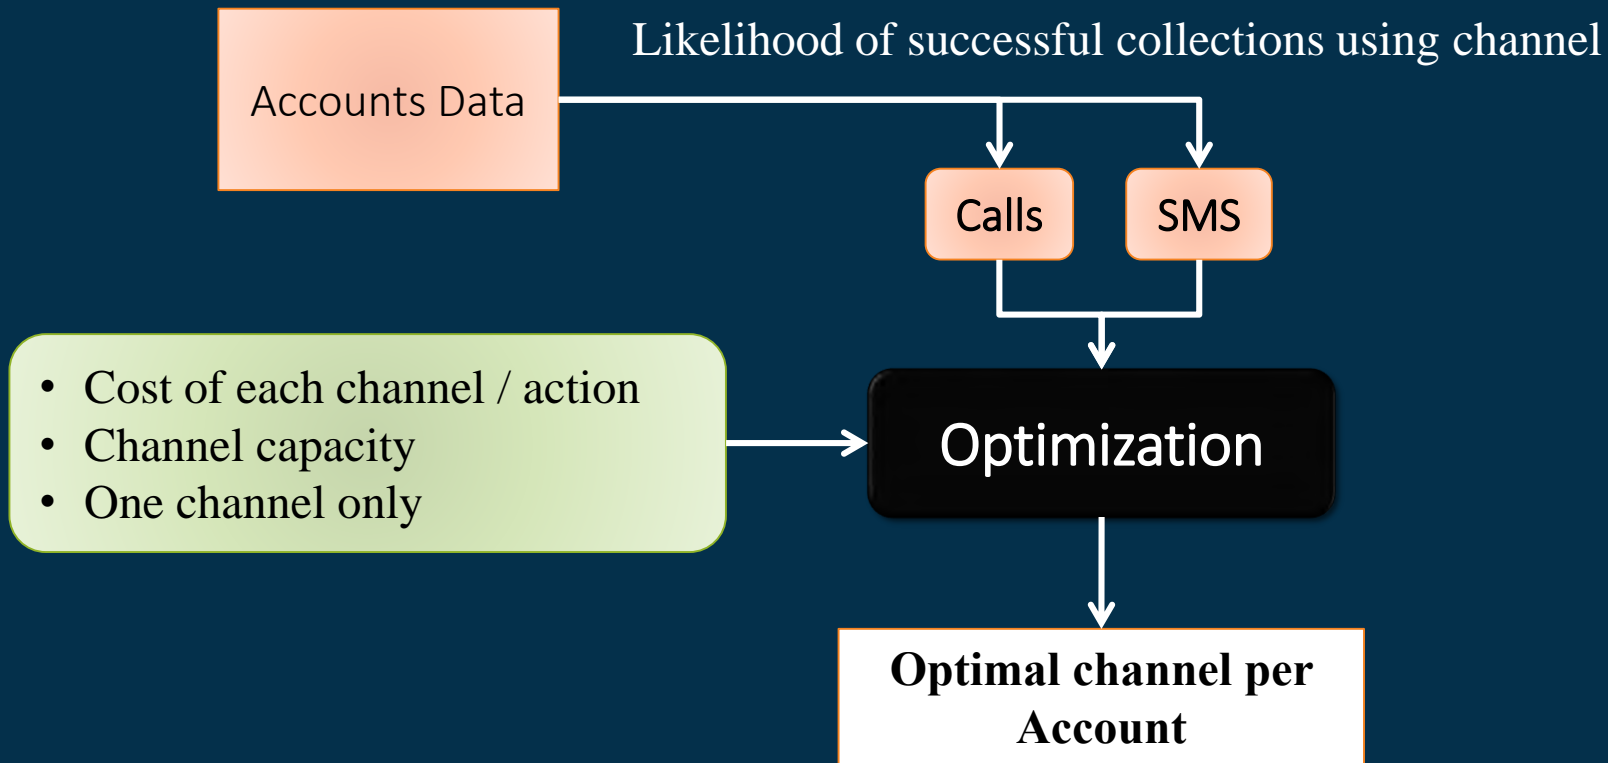 Likelihood of successful collections using channel
Accounts Data
Calls
SMS
• Cost of each channel / action
• Channel capacity
• One channel only
Optimization
Optimal channel per
Account